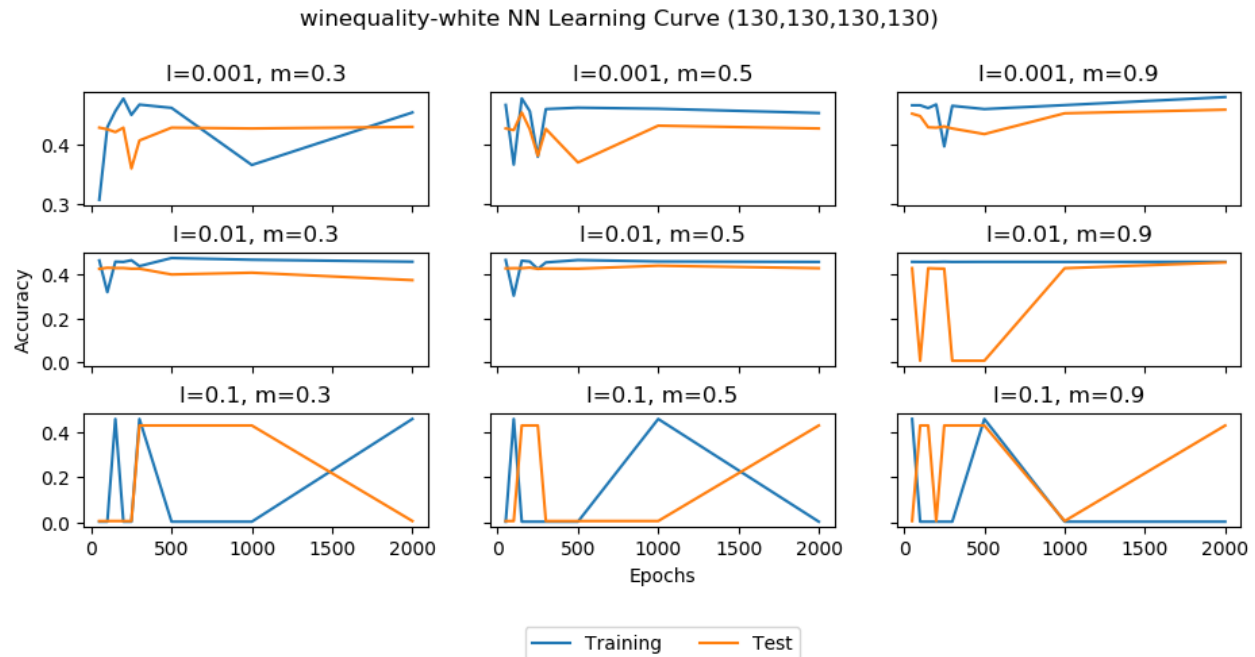 winequality-white NN Learning Curve (130,130,130,130)
l=0.001, m=0.3
l=0.001, m=0.5
l=0.001, m=0.9
0.4
0.3
l=0.01, m=0.3
l=0.01, m=0.5
l=0.01, m=0.9
0.4
0.2
0.0
Accuracy
l=0.1, m=0.3
l=0.1, m=0.5
l=0.1, m=0.9
0.4
0.2
0.0
0 500 1000 1500 2000
0 500 1000 1500 2000
0 500 1000 1500 2000
Epochs
Training Test